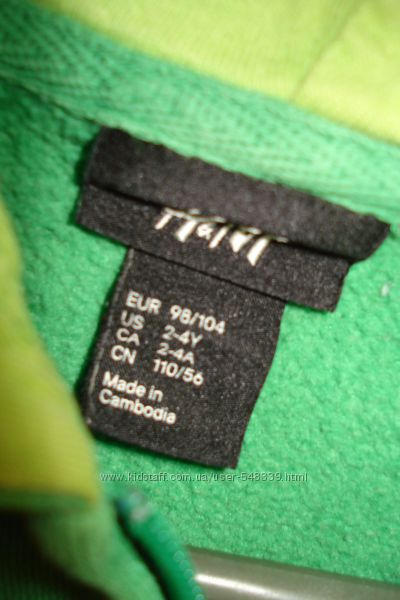 H&M
EUR 98/104
US 2-4Y
CA 2-4A
CN 110/56
Made in
Cambodia
www.kidstaff.com.ua/user-548339.html